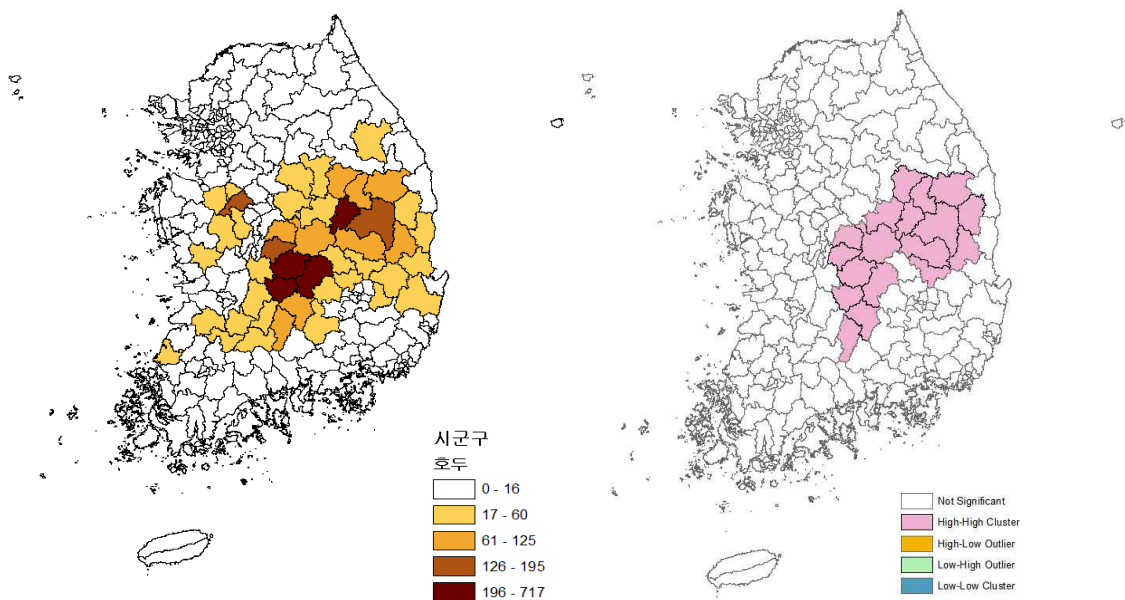 시군구
호두
0 - 16
17 - 60
61 - 125
126 - 195
196 - 717
Not Significant
High-High Cluster
High-Low Outlier
Low-High Outlier
Low-Low Cluster